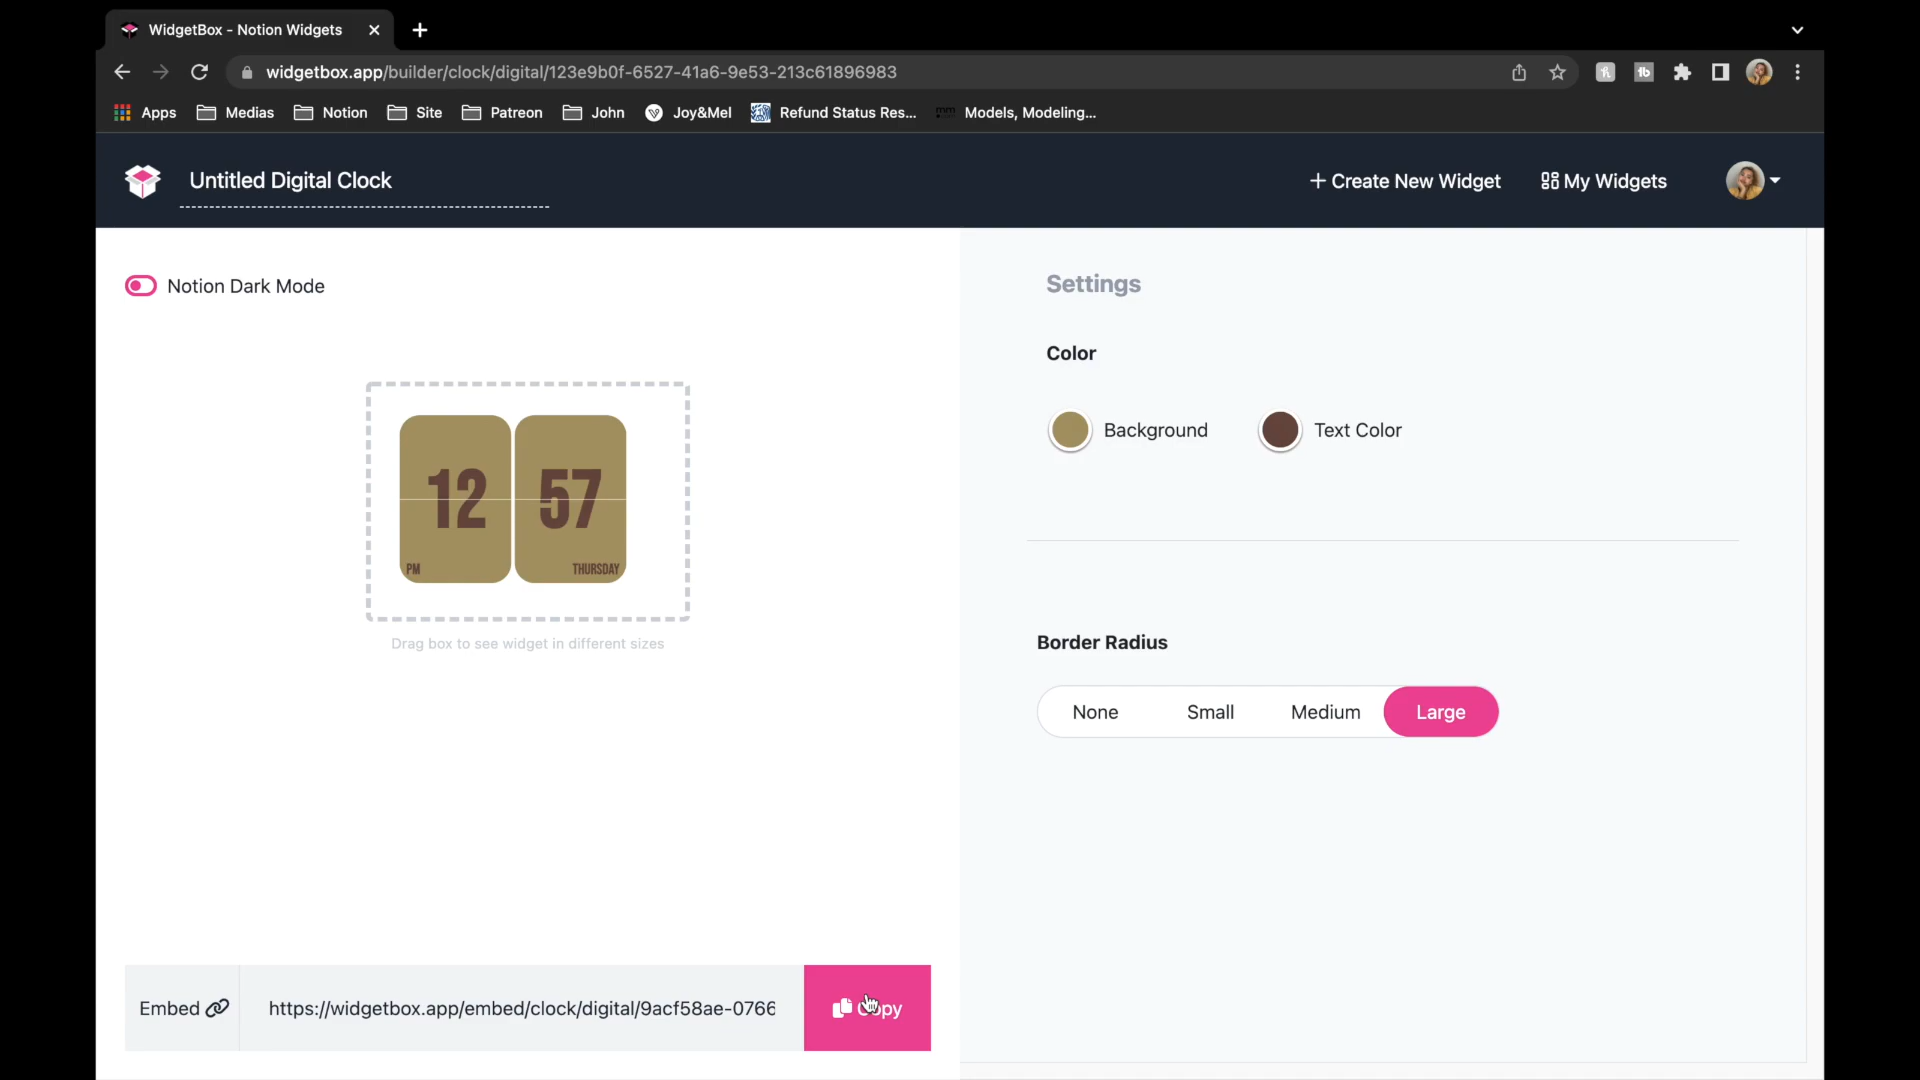 WidgetBox - Notion Widgets
widgetbox.app/builder/clock/digital/123e9b0f-6527-41a6-9e53-213c61896983
Apps Medias Notion Site Patreon John Joy&Mel Refund Status Res... Models, Modeling...
Untitled Digital Clock
+ Create New Widget
My Widgets
Notion Dark Mode
12 57
PM THURSDAY
Drag box to see widget in different sizes
Settings
Color
Background
Text Color
Border Radius
None Small Medium Large
Embed
https://widgetbox.app/embed/clock/digital/9acf58ae-0766
Copy